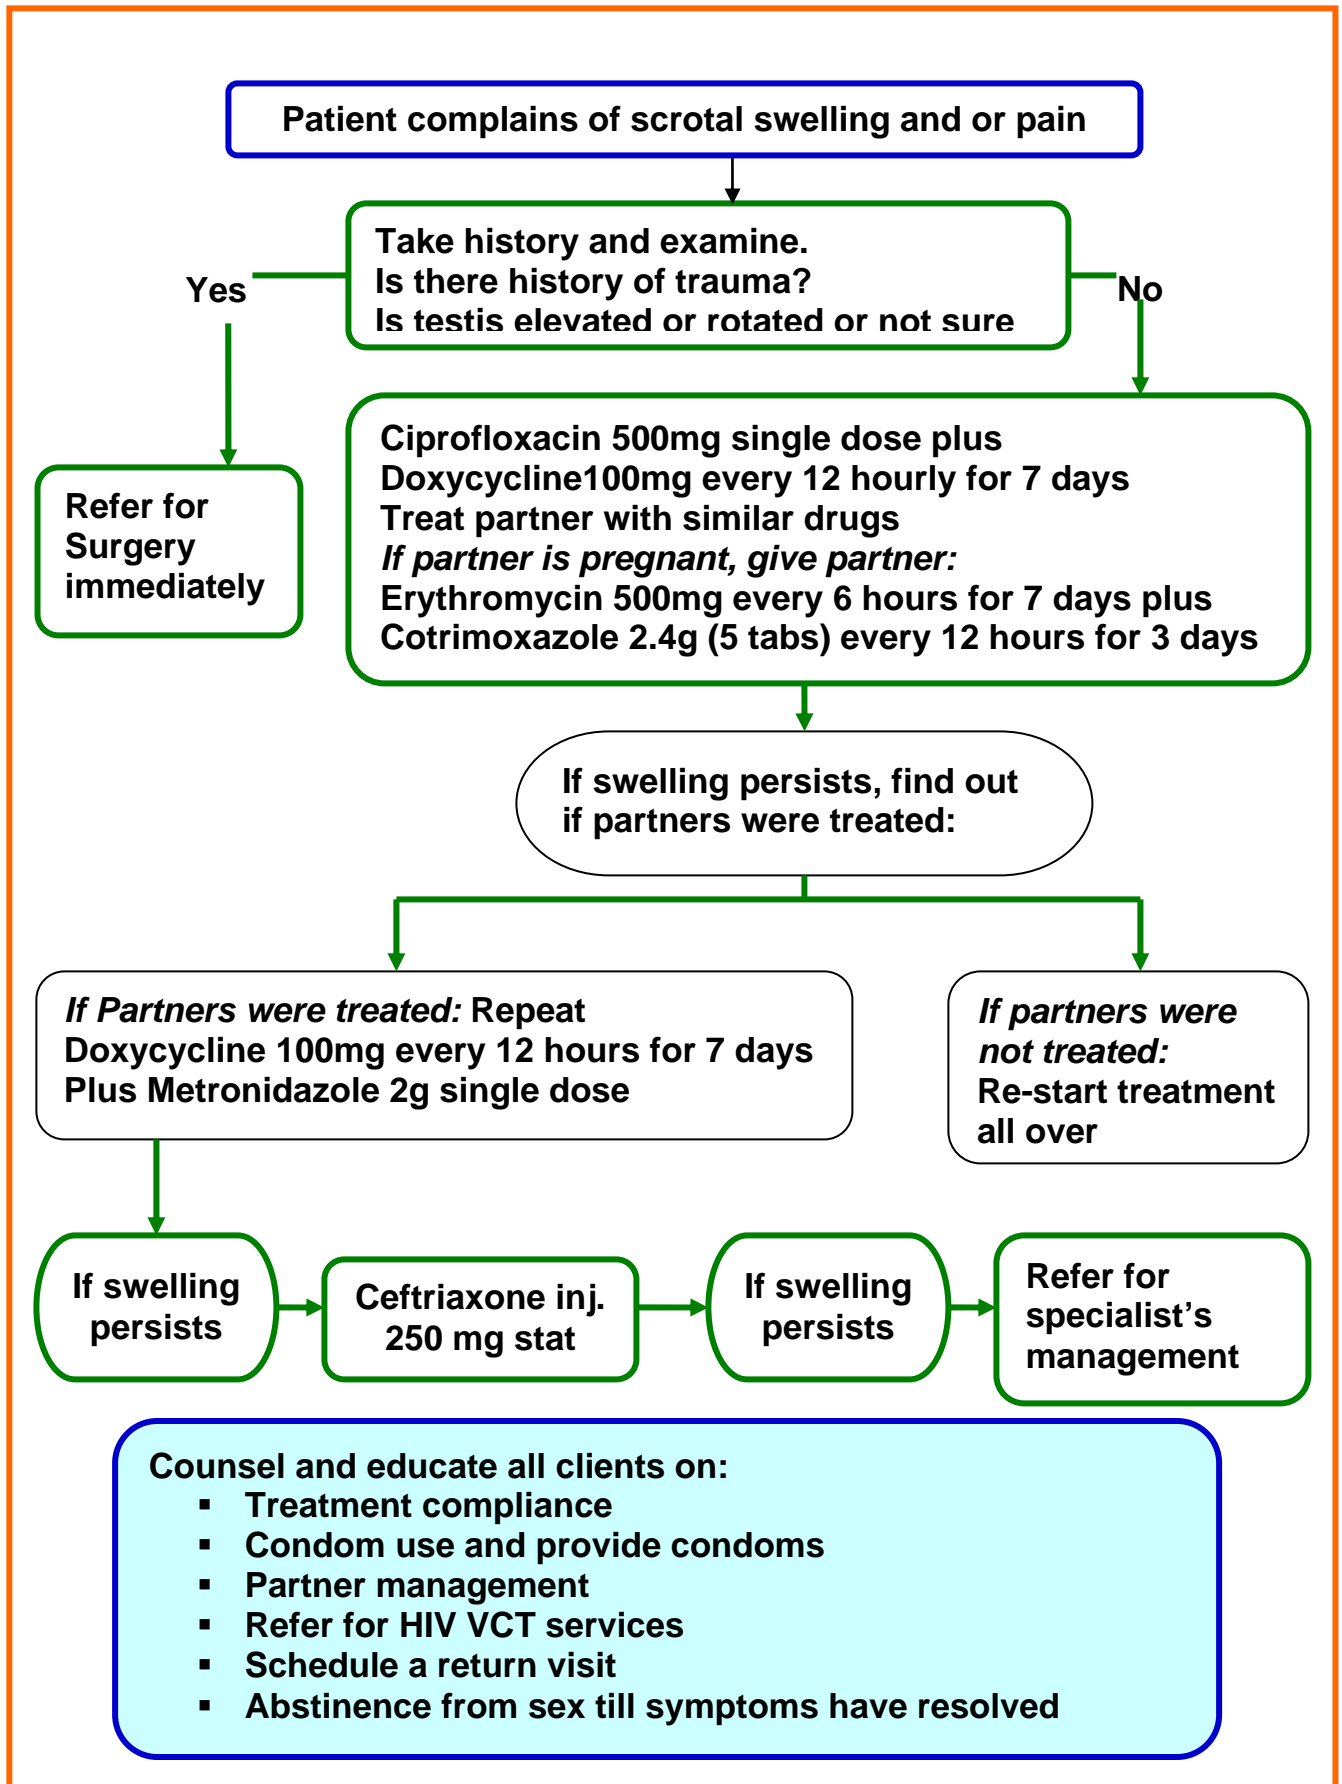 Patient complains of scrotal swelling and or pain
Take history and examine.
Is there history of trauma?
Is testis elevated or rotated or not sure
Yes
No
Refer for
Surgery
immediately
Ciprofloxacin 500mg single dose plus
Doxycycline100mg every 12 hourly for 7 days
Treat partner with similar drugs
If partner is pregnant, give partner:
Erythromycin 500mg every 6 hours for 7 days plus
Cotrimoxazole 2.4g (5 tabs) every 12 hours for 3 days
If swelling persists, find out
if partners were treated:
If Partners were treated: Repeat
Doxycycline 100mg every 12 hours for 7 days
Plus Metronidazole 2g single dose
If partners were
not treated:
Re-start treatment
all over
If swelling
persists
Ceftriaxone inj.
250 mg stat
If swelling
persists
Refer for
specialist’s
management
Counsel and educate all clients on:
▪ Treatment compliance
▪ Condom use and provide condoms
▪ Partner management
▪ Refer for HIV VCT services
▪ Schedule a return visit
▪ Abstinence from sex till symptoms have resolved